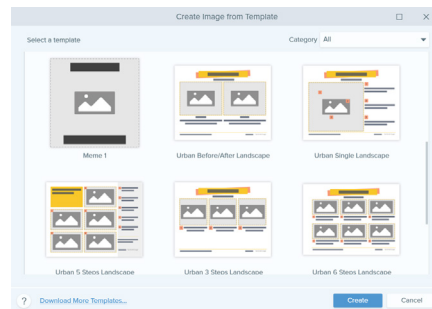 Create Image from Template
Select a template
Category All
Meme 1
Urban Before/After Landscape
Urban Single Landscape
Urban 5 Steps Landscape
Urban 3 Steps Landscape
Urban 6 Steps Landscape
? Download More Templates...
Create
Cancel